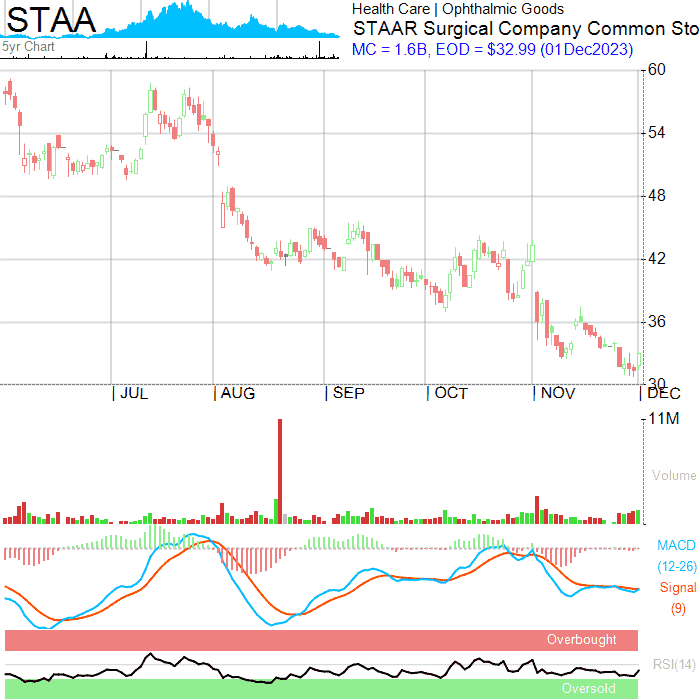 STAA
5yr Chart
Health Care | Ophthalmic Goods
STAAR Surgical Company Common Sto
MC = 1.6B, EOD = $32.99 (01Dec2023)
60
54
48
42
36
30
JUL
AUG
SEP
OCT
NOV
DEC
11M
Volume
MACD
(12-26)
Signal
(9)
Overbought
RSI(14)
Oversold